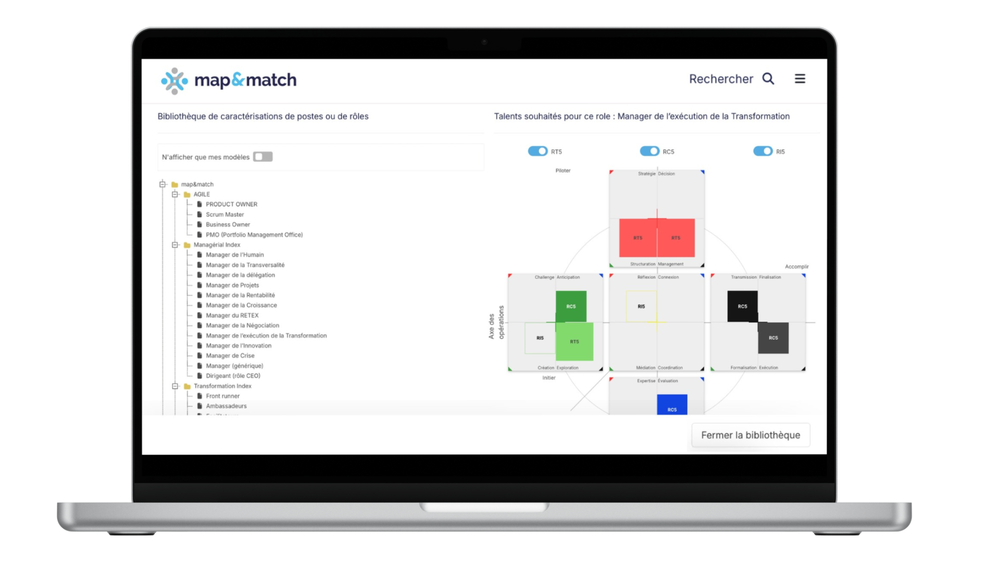 map&match
Rechercher
Bibliothèque de caractérisations de postes ou de rôles
N'afficher que mes modèles
map&match
AGILE
PRODUCT OWNER
Scrum Master
Business Owner
PMO (Portfolio Management Office)
Managérial Index
Manager de l'Humain
Manager de la Transversalité
Manager de la délégation
Manager de Projets
Manager de la Rentabilité
Manager de la Croissance
Manager du RETEX
Manager de la Négociation
Manager de l'exécution de la Transformation
Manager de l'Innovation
Manager de Crise
Manager (générique)
Dirigeant (rôle CEO)
Transformation Index
Front runner
Ambassadeurs
Talents souhaités pour ce role : Manager de l'exécution de la Transformation
RT5 RC5 RI5
Piloter
Stratégie Décision
RT5 RT5
Structuration Management
Accomplir
Challenge Anticipation
RC5
RI5 RT5
Création Exploration
Réflexion Connexion
RI5
Médiation Coordination
Transmission Finalisation
RC5
RC5
Formalisation Exécution
Axe des
opérations
Initier
Expertise Évaluation
RC5
Fermer la bibliothèque